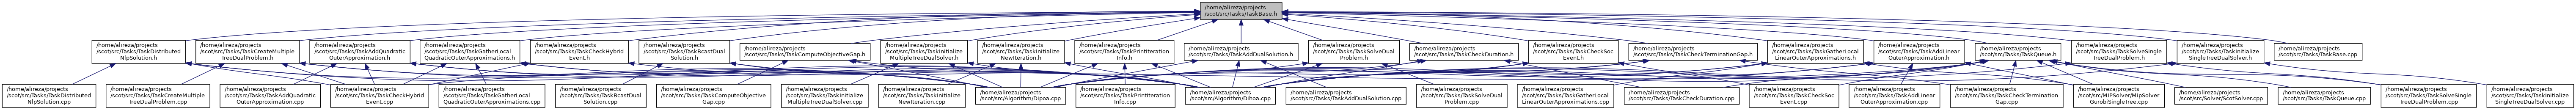 /home/alireza/projects
/scot/src/Tasks/TaskBase.h
/home/alireza/projects
/scot/src/Tasks/TaskDistributed
NlpSolution.h
/home/alireza/projects
/scot/src/Tasks/TaskCreateMultiple
TreeDualProblem.h
/home/alireza/projects
/scot/src/Tasks/TaskAddQuadratic
OuterApproximation.h
/home/alireza/projects
/scot/src/Tasks/TaskGatherLocal
QuadraticOuterApproximations.h
/home/alireza/projects
/scot/src/Tasks/TaskCheckHybrid
Event.h
/home/alireza/projects
/scot/src/Tasks/TaskBcastDual
Solution.h
/home/alireza/projects
/scot/src/Tasks/TaskComputeObjectiveGap.h
/home/alireza/projects
/scot/src/Tasks/TaskInitialize
MultipleTreeDualSolver.h
/home/alireza/projects
/scot/src/Tasks/TaskInitialize
NewIteration.h
/home/alireza/projects
/scot/src/Tasks/TaskPrintIterration
Info.h
/home/alireza/projects
/scot/src/Tasks/TaskAddDualSolution.h
/home/alireza/projects
/scot/src/Tasks/TaskSolveDual
Problem.h
/home/alireza/projects
/scot/src/Tasks/TaskCheckDuration.h
/home/alireza/projects
/scot/src/Tasks/TaskCheckSoc
Event.h
/home/alireza/projects
/scot/src/Tasks/TaskCheckTerminationGap.h
/home/alireza/projects
/scot/src/Tasks/TaskGatherLocal
LinearOuterApproximations.h
/home/alireza/projects
/scot/src/Tasks/TaskAddLinear
OuterApproximation.h
/home/alireza/projects
/scot/src/Tasks/TaskQueue.h
/home/alireza/projects
/scot/src/Tasks/TaskSolveSingle
TreeDualProblem.h
/home/alireza/projects
/scot/src/Tasks/TaskInitialize
SingleTreeDualSolver.h
/home/alireza/projects
/scot/src/Tasks/TaskBase.cpp
/home/alireza/projects
/scot/src/Tasks/TaskDistributed
NlpSolution.cpp
/home/alireza/projects
/scot/src/Tasks/TaskCreateMultiple
TreeDualProblem.cpp
/home/alireza/projects
/scot/src/Tasks/TaskAddQuadratic
OuterApproximation.cpp
/home/alireza/projects
/scot/src/Tasks/TaskCheckHybrid
Event.cpp
/home/alireza/projects
/scot/src/Tasks/TaskGatherLocal
QuadraticOuterApproximations.cpp
/home/alireza/projects
/scot/src/Tasks/TaskBcastDual
Solution.cpp
/home/alireza/projects
/scot/src/Tasks/TaskComputeObjective
Gap.cpp
/home/alireza/projects
/scot/src/Tasks/TaskInitialize
MultipleTreeDualSolver.cpp
/home/alireza/projects
/scot/src/Tasks/TaskInitialize
NewIteration.cpp
/home/alireza/projects
/scot/src/Algorithm/Dipoa.cpp
/home/alireza/projects
/scot/src/Tasks/TaskPrintIterration
Info.cpp
/home/alireza/projects
/scot/src/Algorithm/Dihoa.cpp
/home/alireza/projects
/scot/src/Tasks/TaskAddDualSolution.cpp
/home/alireza/projects
/scot/src/Tasks/TaskSolveDual
Problem.cpp
/home/alireza/projects
/scot/src/Tasks/TaskGatherLocal
LinearOuterApproximations.cpp
/home/alireza/projects
/scot/src/Tasks/TaskCheckDuration.cpp
/home/alireza/projects
/scot/src/Tasks/TaskCheckSoc
Event.cpp
/home/alireza/projects
/scot/src/Tasks/TaskAddLinear
OuterApproximation.cpp
/home/alireza/projects
/scot/src/Tasks/TaskCheckTermination
Gap.cpp
/home/alireza/projects
/scot/src/MIPSolver/MipSolver
GurobiSingleTree.cpp
/home/alireza/projects
/scot/src/Solver/ScotSolver.cpp
/home/alireza/projects
/scot/src/Tasks/TaskQueue.cpp
/home/alireza/projects
/scot/src/Tasks/TaskSolveSingle
TreeDualProblem.cpp
/home/alireza/projects
/scot/src/Tasks/TaskInitialize
SingleTreeDualSolver.cpp